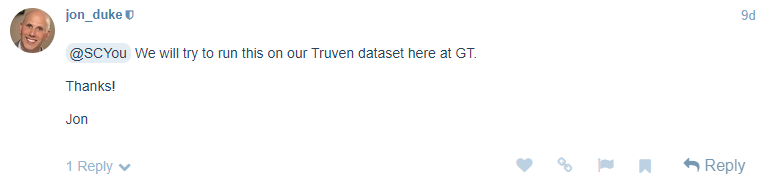 jon_duke 9d
@SCYou We will try to run this on our Truven dataset here at GT.
Thanks!
Jon
1 Reply Reply